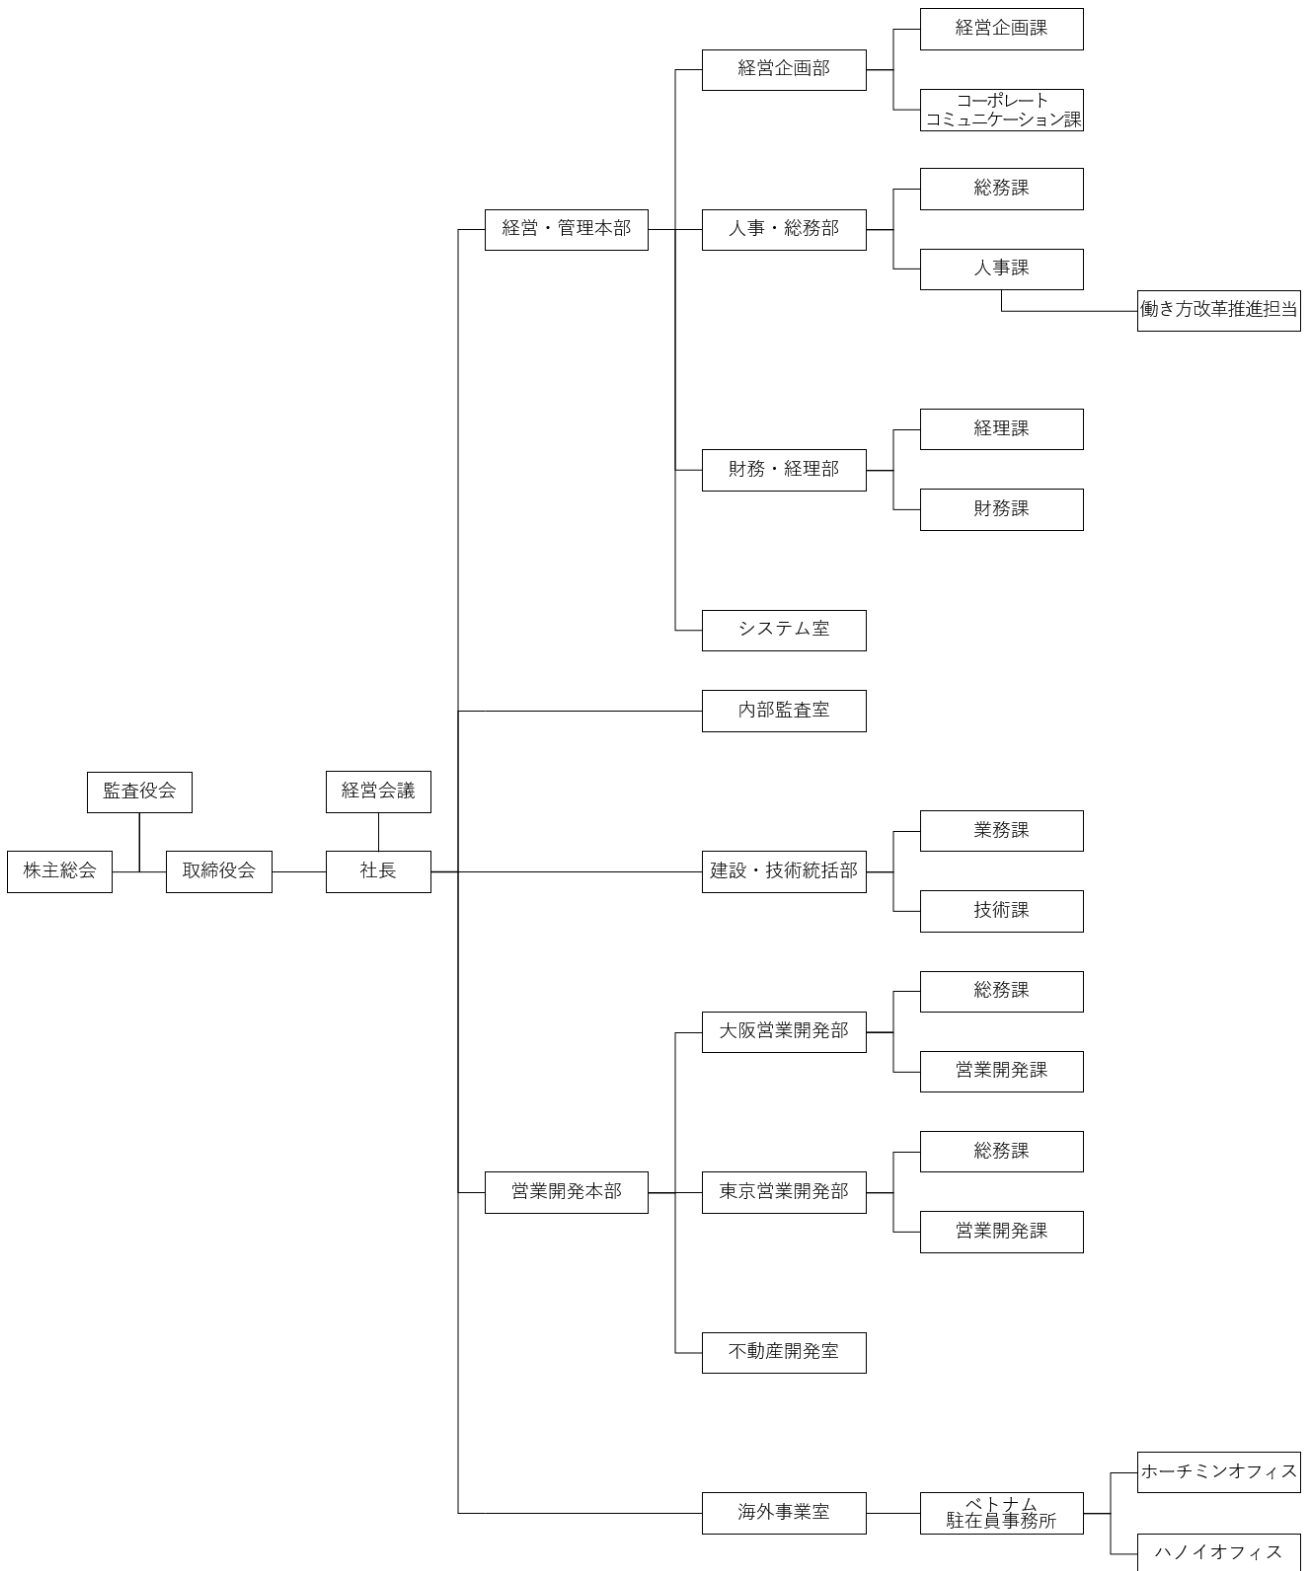 経営企画課
経営企画部
コーポレート
コミュニケーション課
総務課
経営・管理本部
人事・総務部
人事課
働き方改革推進担当
経理課
財務・経理部
財務課
システム室
内部監査室
監査役会
経営会議
業務課
株主総会
取締役会
社長
建設・技術統括部
技術課
総務課
大阪営業開発部
営業開発課
総務課
営業開発本部
東京営業開発部
営業開発課
不動産開発室
ホーチミンオフィス
海外事業室
ベトナム
駐在員事務所
ハノイオフィス